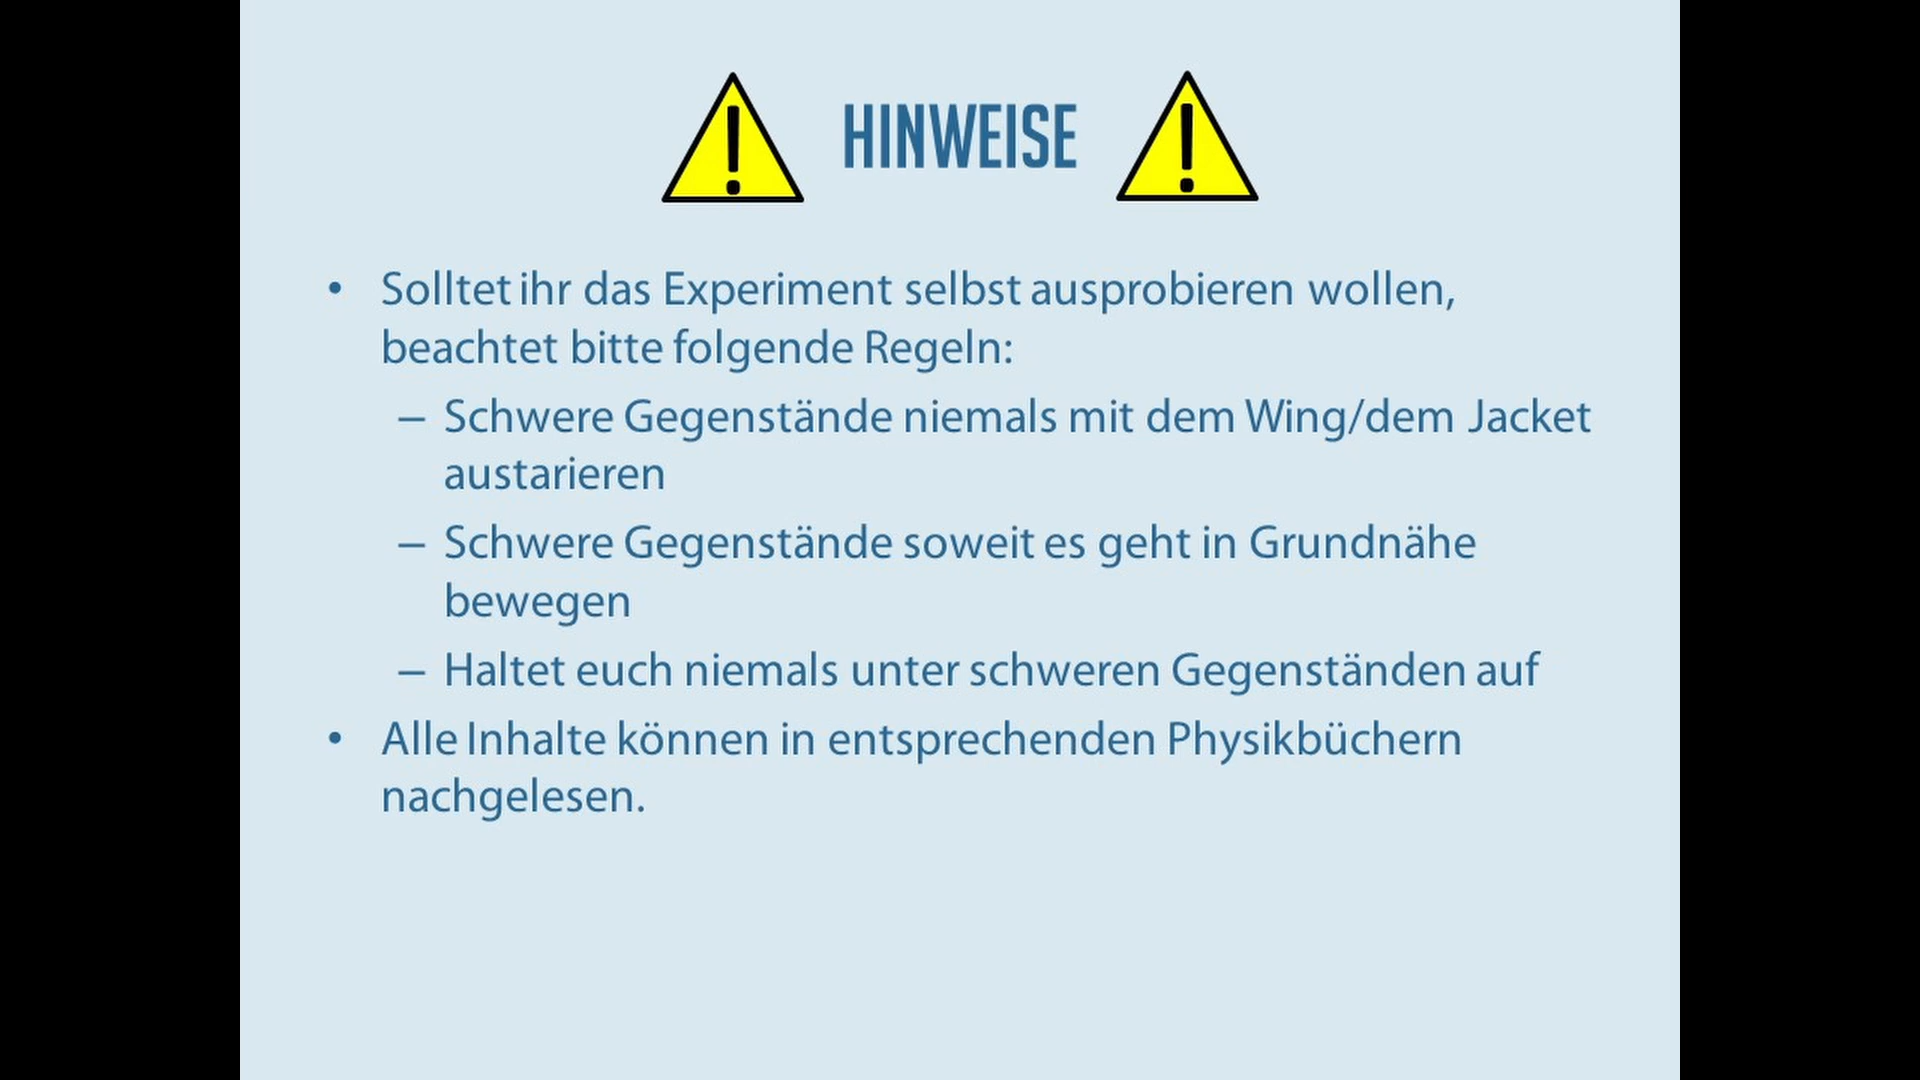 HINWEISE
• Solltet ihr das Experiment selbst ausprobieren wollen,
beachtet bitte folgende Regeln:
– Schwere Gegenstände niemals mit dem Wing/dem Jacket
austarieren
– Schwere Gegenstände soweit es geht in Grundnähe
bewegen
– Haltet euch niemals unter schweren Gegenständen auf
• Alle Inhalte können in entsprechenden Physikbüchern
nachgelesen.